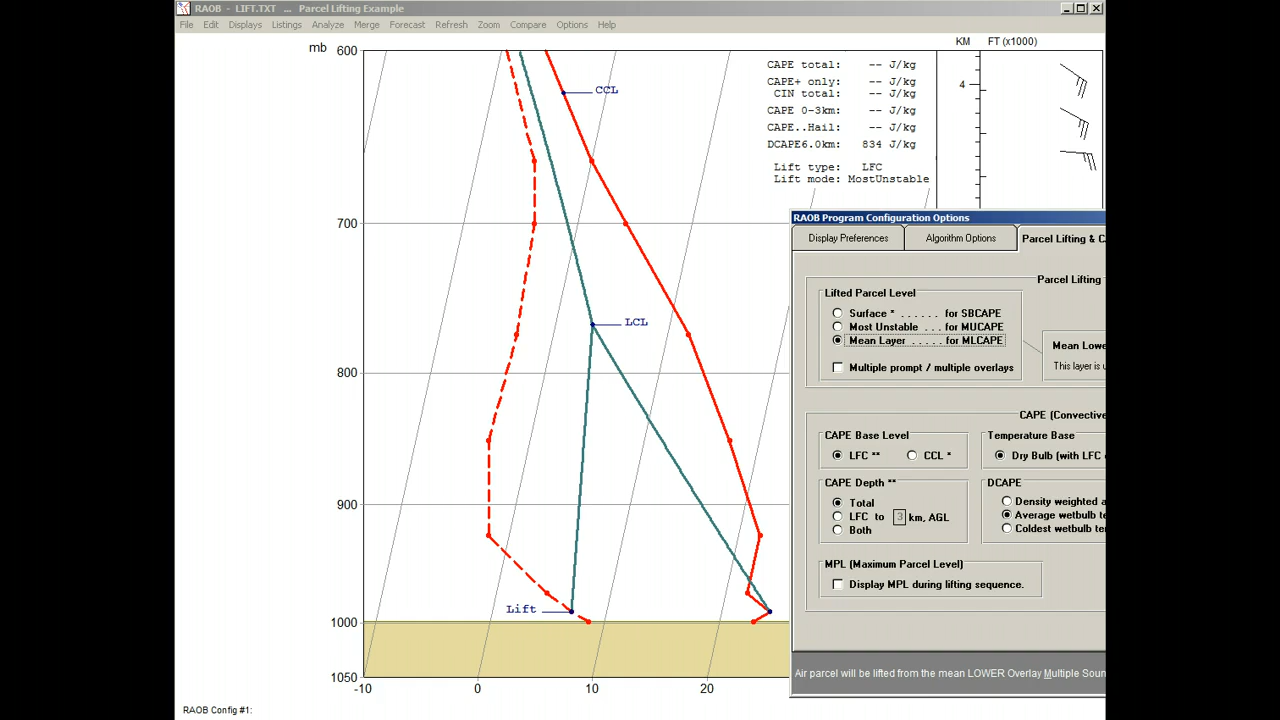 RAOB - LIFT.TXT ... Parcel Lifting Example
File Edit Displays Listings Analyze Merge Forecast Refresh Zoom Compare Options Help
mb
KM FT (x1000)
600
700
800
900
1000
1050
-10 0 10 20
4
CCL
LCL
Lift
CAPE total: -- J/kg
CAPE+ only: -- J/kg
CIN total: -- J/kg
CAPE 0-3km: -- J/kg
CAPE..Hail: -- J/kg
DCAPE6.0km: 834 J/kg
Lift type: LFC
Lift mode: MostUnstable
RAOB Program Configuration Options
Display Preferences Algorithm Options Parcel Lifting & C
Parcel Lifting
Lifted Parcel Level
Surface * . . . . . . for SBCAPE
Most Unstable . . . for MUCAPE
Mean Layer . . . . . for MLCAPE
Multiple prompt / multiple overlays
Mean Lowe
This layer is u
CAPE (Convective
CAPE Base Level
LFC ** CCL *
Temperature Base
Dry Bulb (with LFC
CAPE Depth **
Total
LFC to 3 km, AGL
Both
DCAPE
Density weighted a
Average wetbulb te
Coldest wetbulb te
MPL (Maximum Parcel Level)
Display MPL during lifting sequence.
Air parcel will be lifted from the mean LOWER Overlay Multiple Soun
RAOB Config #1: